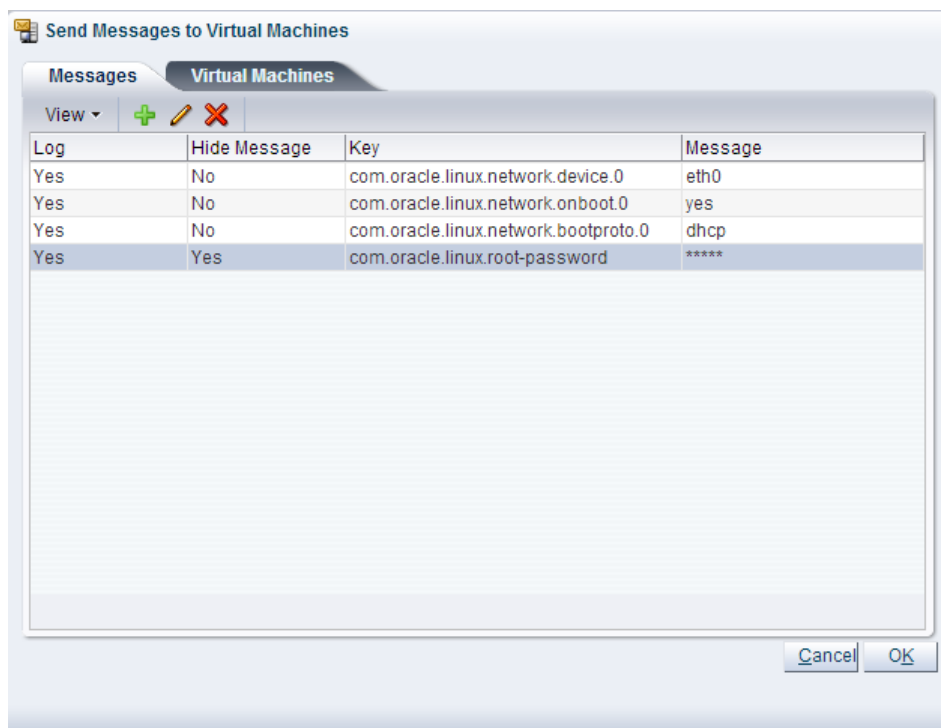 Send Messages to Virtual Machines
Messages Virtual Machines
View
Log Hide Message Key Message
Yes No com.oracle.linux.network.device.0 eth0
Yes No com.oracle.linux.network.onboot.0 yes
Yes No com.oracle.linux.network.bootproto.0 dhcp
Yes Yes com.oracle.linux.root-password *****
Cancel OK